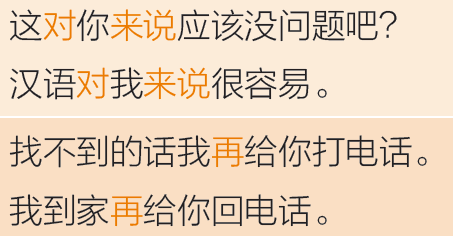 这对你来说应该没问题吧？
汉语对我来说很容易。
找不到的话我再给你打电话。
我到家再给你回电话。